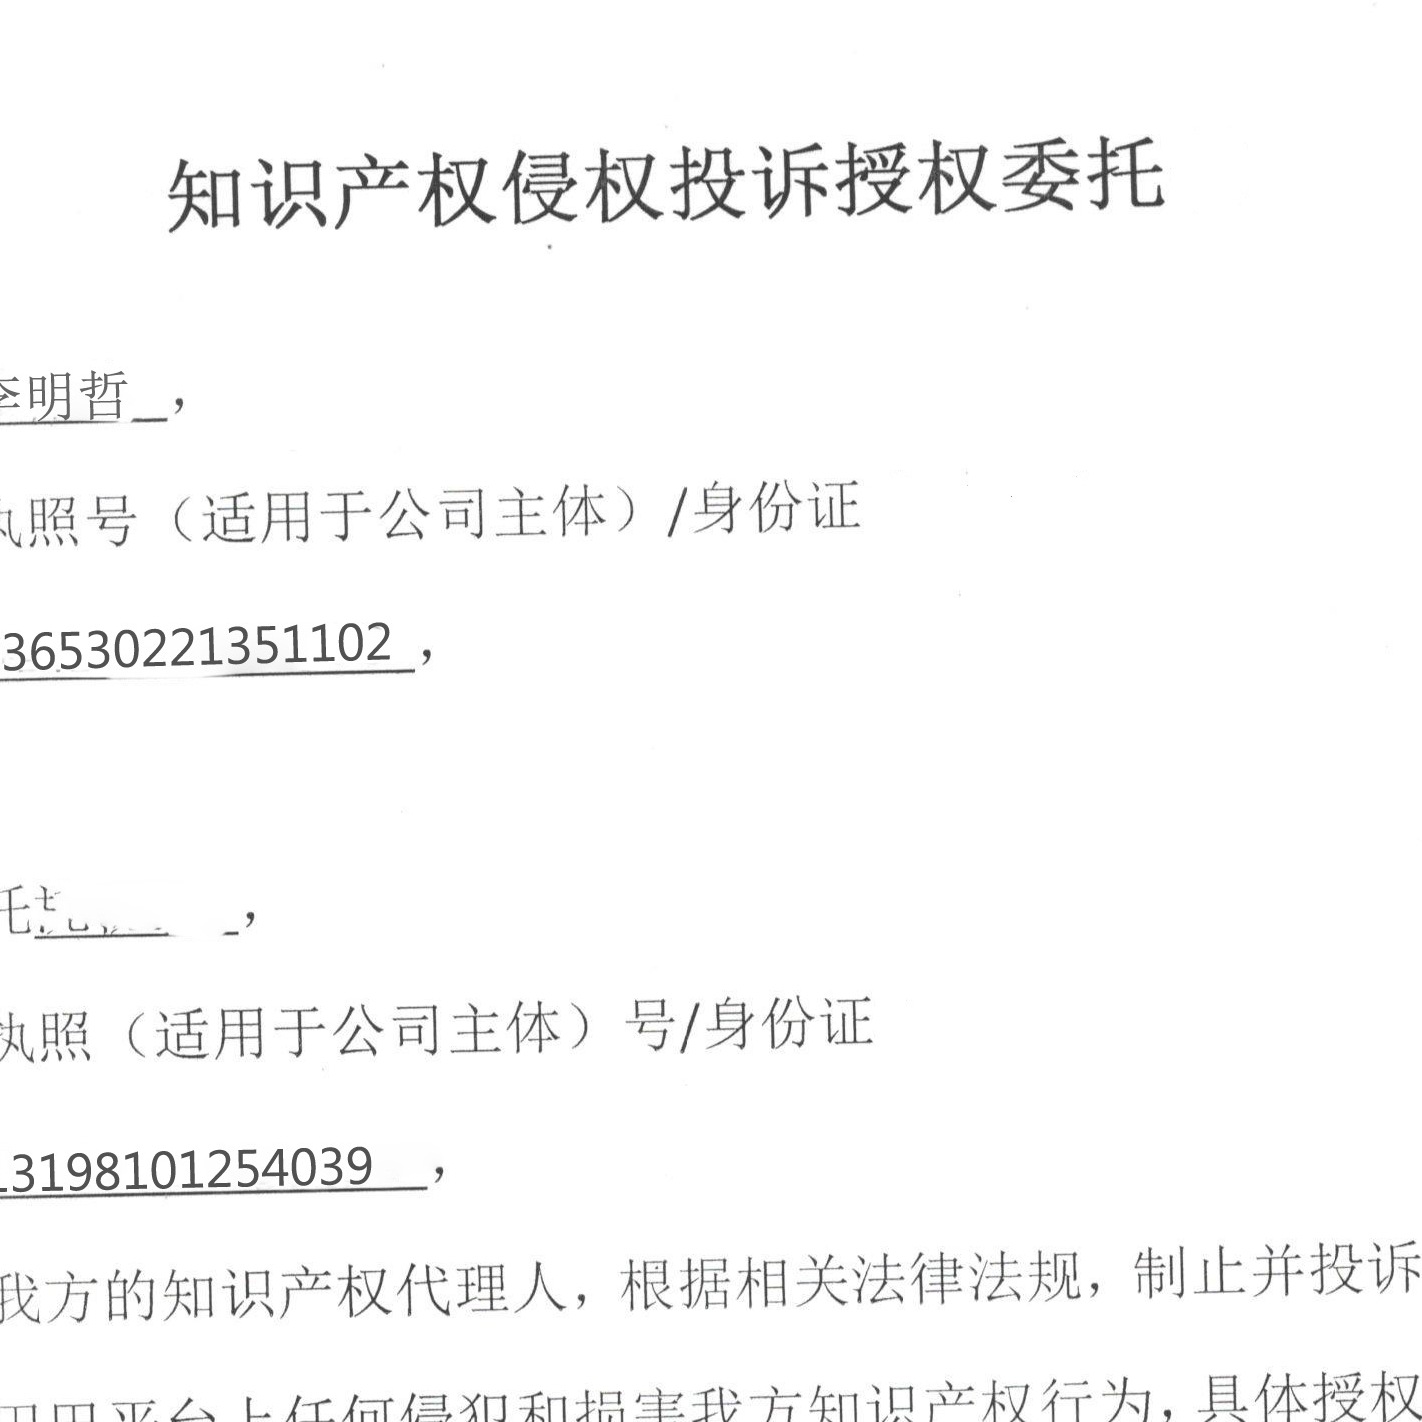 知识产权侵权投诉授权委托
李明哲_，
执照号（适用于公司主体）/身份证
36530221351102，
托_，
执照（适用于公司主体）号/身份证
13198101254039，
我方的知识产权代理人，根据相关法律法规，制止并投诉
平台上任何侵犯和损害我方知识产权行为，具体授权